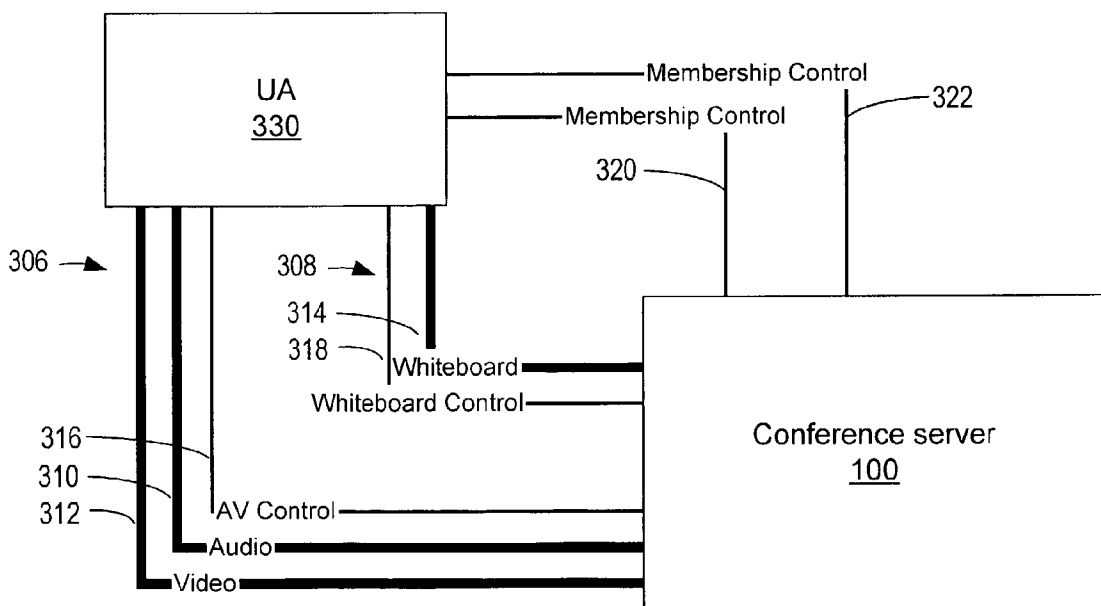 UA
330
Membership Control
Membership Control
322
320
306
308
314
318
Whiteboard
Whiteboard Control
Conference server
100
316
310
312
AV Control
Audio
Video